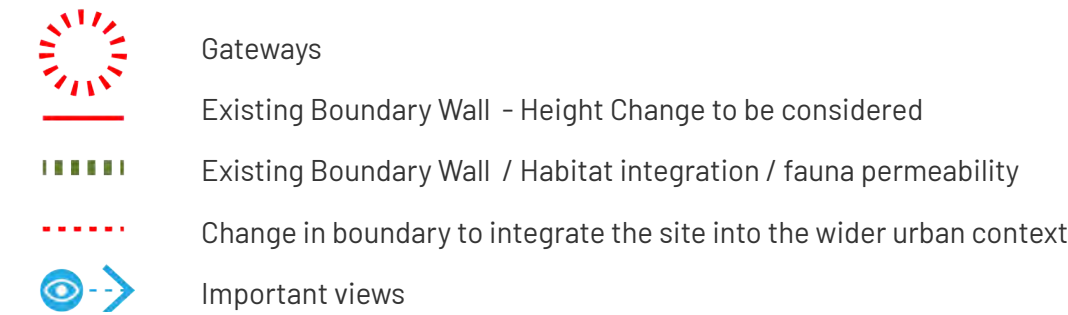 Gateways
Existing Boundary Wall - Height Change to be considered
Existing Boundary Wall / Habitat integration / fauna permeability
Change in boundary to integrate the site into the wider urban context
Important views